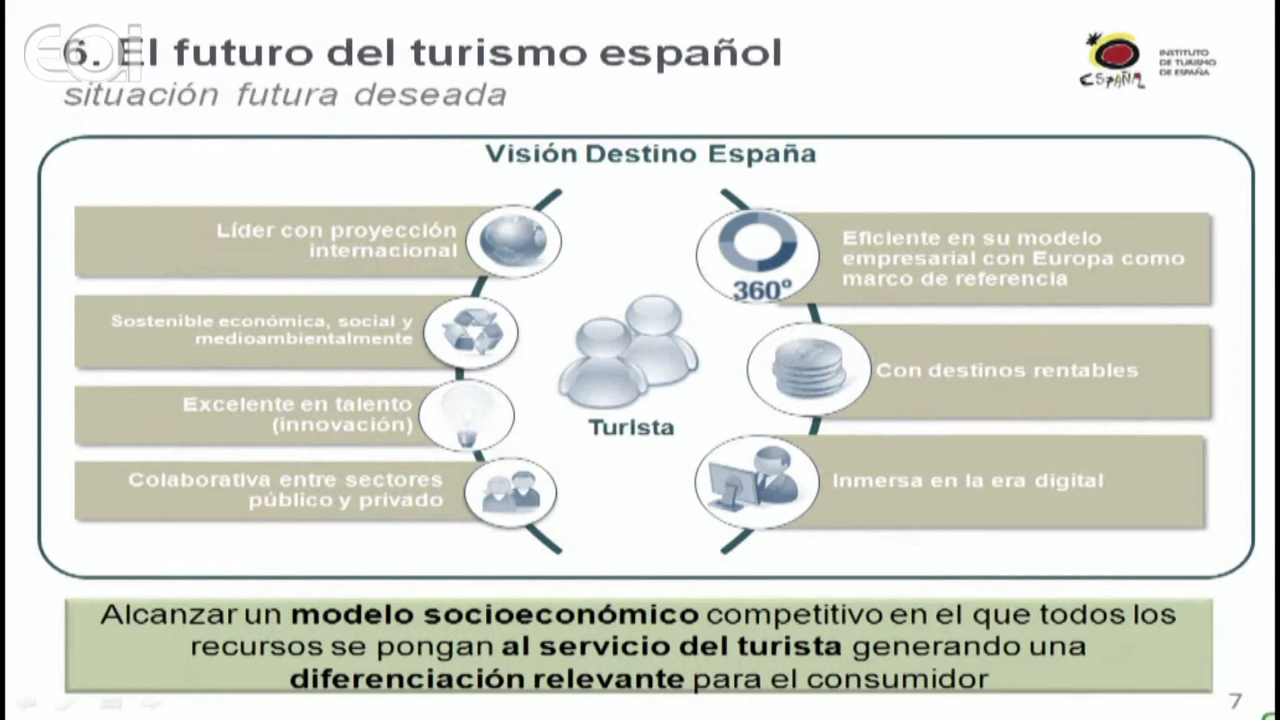 eoi
6. El futuro del turismo español
situación futura deseada
ESPAÑA
INSTITUTO
DE TURISMO
DE ESPAÑA
Visión Destino España
Líder con proyección
internacional
Sostenible económica, social y
medioambientalmente
Excelente en talento
(innovación)
Colaborativa entre sectores
público y privado
Turista
360º
Eficiente en su modelo
empresarial con Europa como
marco de referencia
Con destinos rentables
Inmersa en la era digital
Alcanzar un modelo socioeconómico competitivo en el que todos los
recursos se pongan al servicio del turista generando una
diferenciación relevante para el consumidor
7